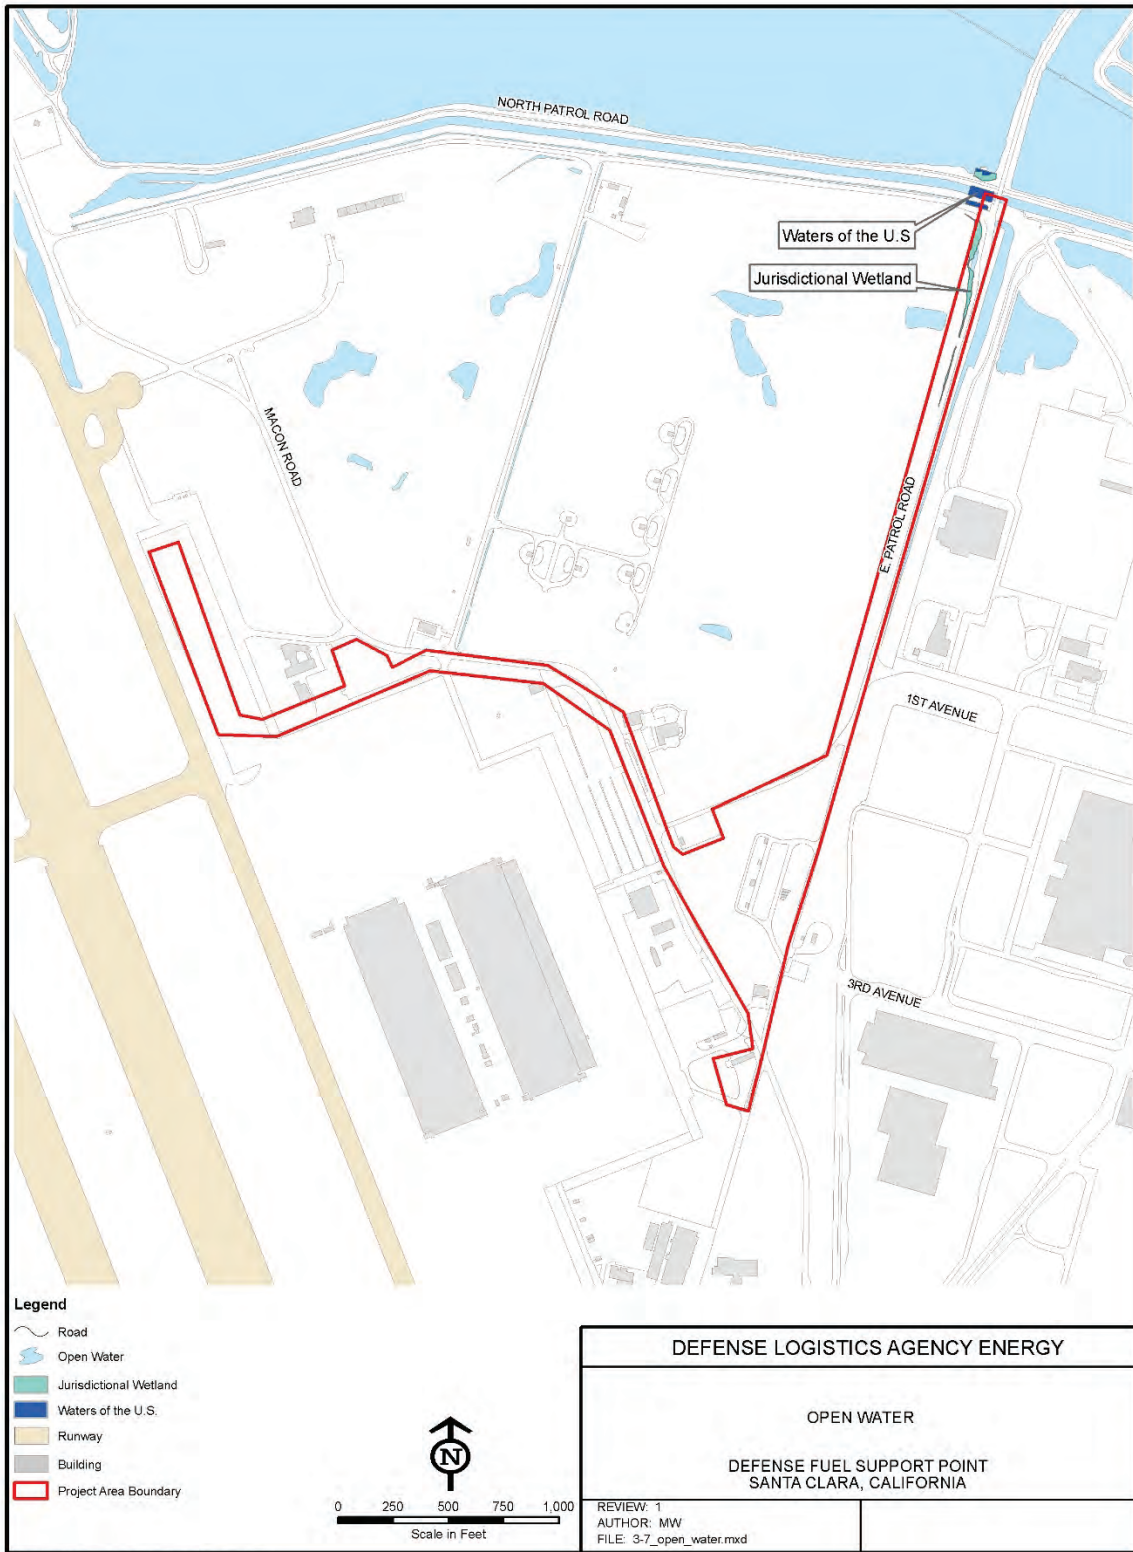 NORTH PATROL ROAD
Waters of the U.S
Jurisdictional Wetland
MACON ROAD
E. PATROL ROAD
1ST AVENUE
3RD AVENUE
Legend
Road
Open Water
Jurisdictional Wetland
Waters of the U.S.
Runway
Building
Project Area Boundary
N
0 250 500 750 1,000
Scale in Feet
DEFENSE LOGISTICS AGENCY ENERGY
OPEN WATER
DEFENSE FUEL SUPPORT POINT
SANTA CLARA, CALIFORNIA
REVIEW: 1
AUTHOR: MW
FILE: 3-7_open_water.mxd